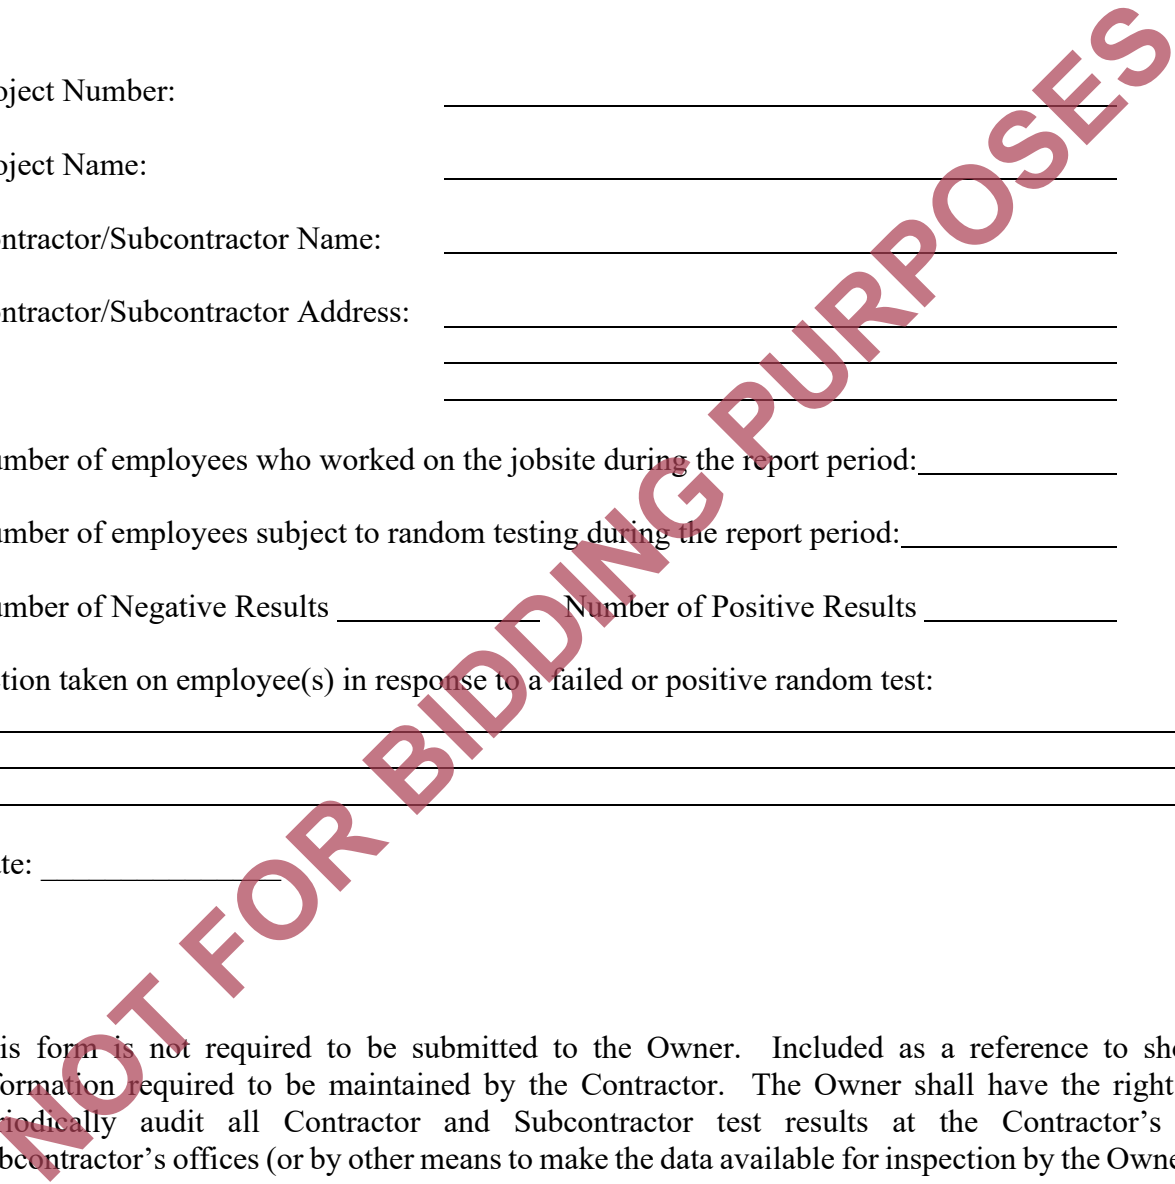 oject Number:
oject Name:
ntractor/Subcontractor Name:
ntractor/Subcontractor Address:
umber of employees who worked on the jobsite during the report period:
umber of employees subject to random testing during the report period:
umber of Negative Results Number of Positive Results
tion taken on employee(s) in response to a failed or positive random test:
te:
is form is not required to be submitted to the Owner. Included as a reference to sho
formation required to be maintained by the Contractor. The Owner shall have the right
riodically audit all Contractor and Subcontractor test results at the Contractor's
bcontractor's offices (or by other means to make the data available for inspection by the Owne
NOT FOR BIDDING PURPOSES